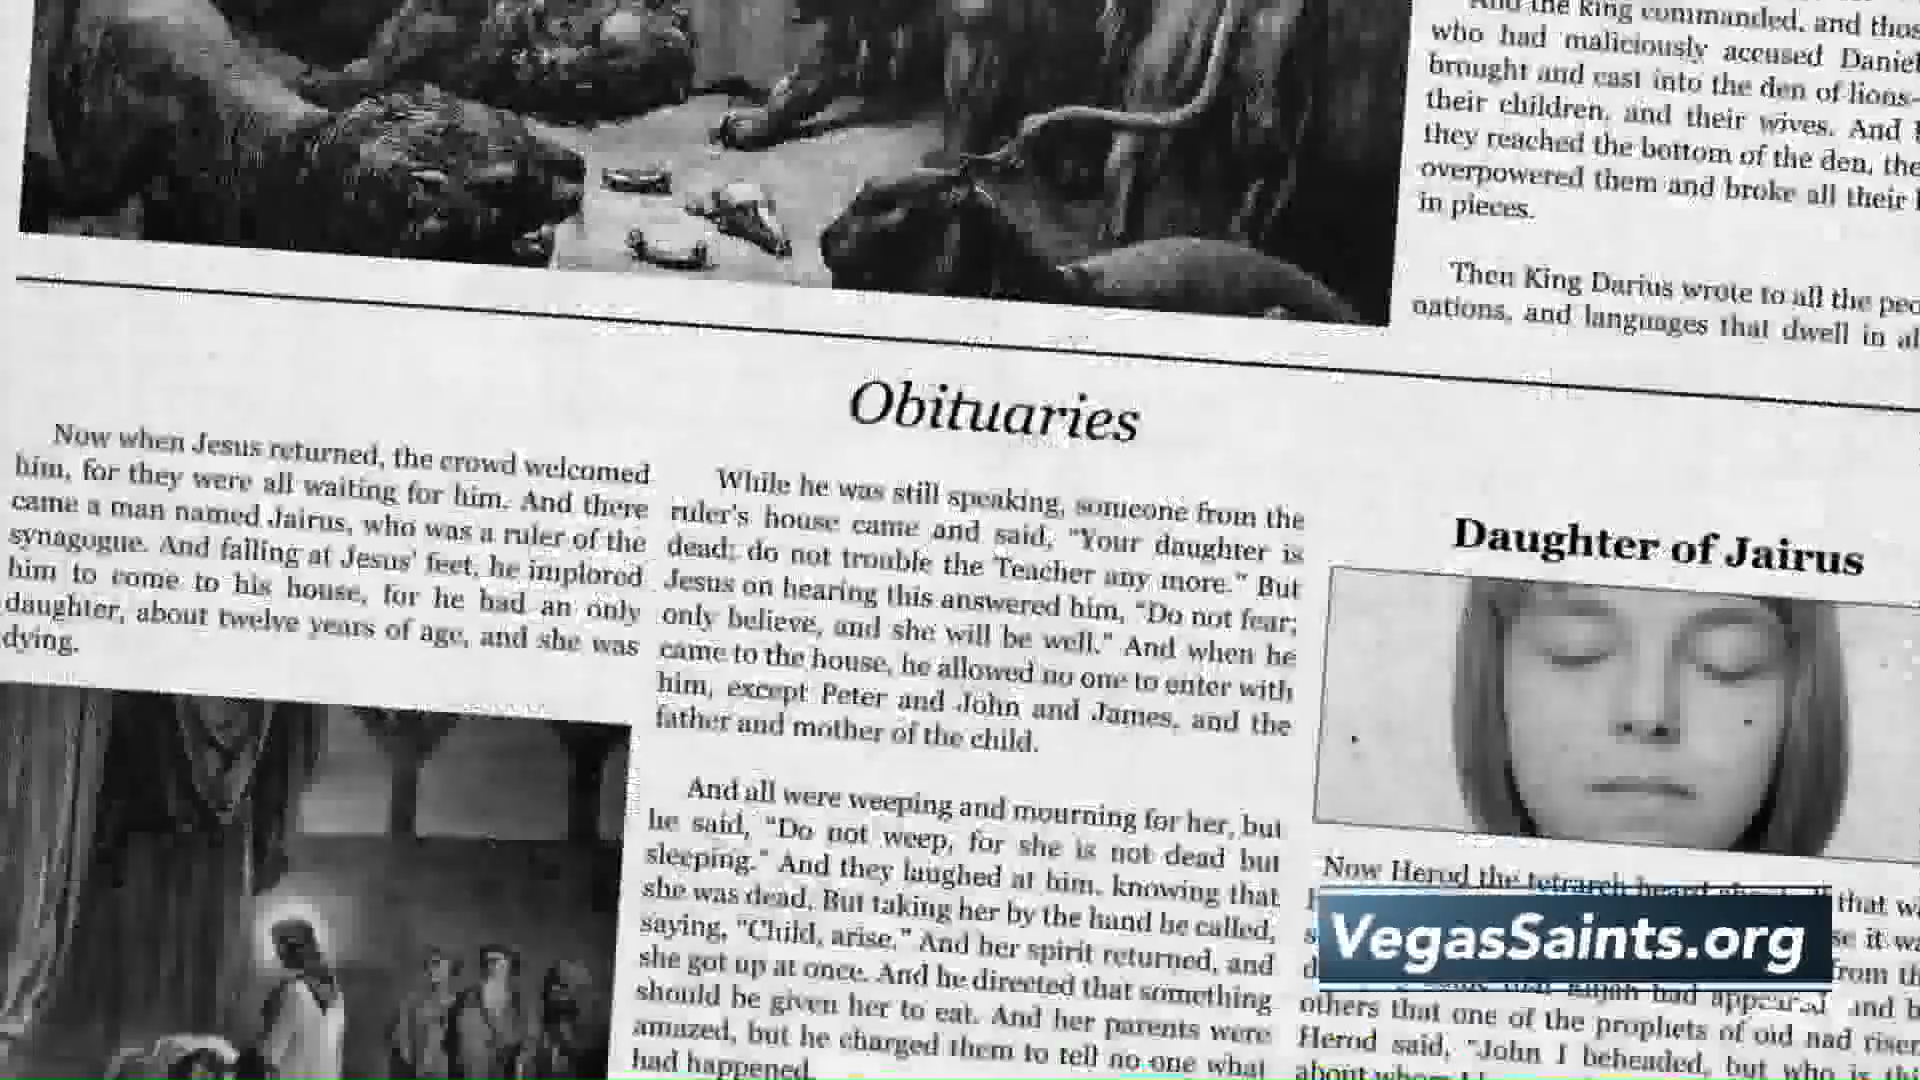 And the king commanded, and
who had maliciously accused
brought and cast into the den of lions—
their children, and their wives. And
they reached the bottom of the den,
overpowered them and broke all their
in pieces.
Then King Darius wrote to all the
nations, and languages that dwell in
Obituaries
Now when Jesus returned, the crowd welcomed
him, for they were all waiting for him. And there
came a man named Jairus, who was a ruler of the
synagogue. And falling at Jesus' feet, he implored
him to come to his house, for he had an only
daughter, about twelve years of age, and she was
dying.
While he was still speaking, someone from the
ruler's house came and said, "Your daughter is
dead; do not trouble the Teacher any more." But
Jesus on hearing this answered him, "Do not fear;
only believe, and she will be well." And when he
came to the house, he allowed no one to enter with
him, except Peter and John and James, and the
father and mother of the child.
And all were weeping and mourning for her, but
he said, "Do not weep, for she is not dead but
sleeping." And they laughed at him, knowing that
she was dead. But taking her by the hand he called,
saying, "Child, arise." And her spirit returned, and
she got up at once. And he directed that something
should be given her to eat. And her parents were
amazed, but he charged them to tell no one what
had happened.
Daughter of Jairus
Now Herod the tetrarch heard that
it
from
Elijah had appeared, and
others that one of the prophets of old had
Herod said, "John I beheaded, but who is
about
VegasSaints.org